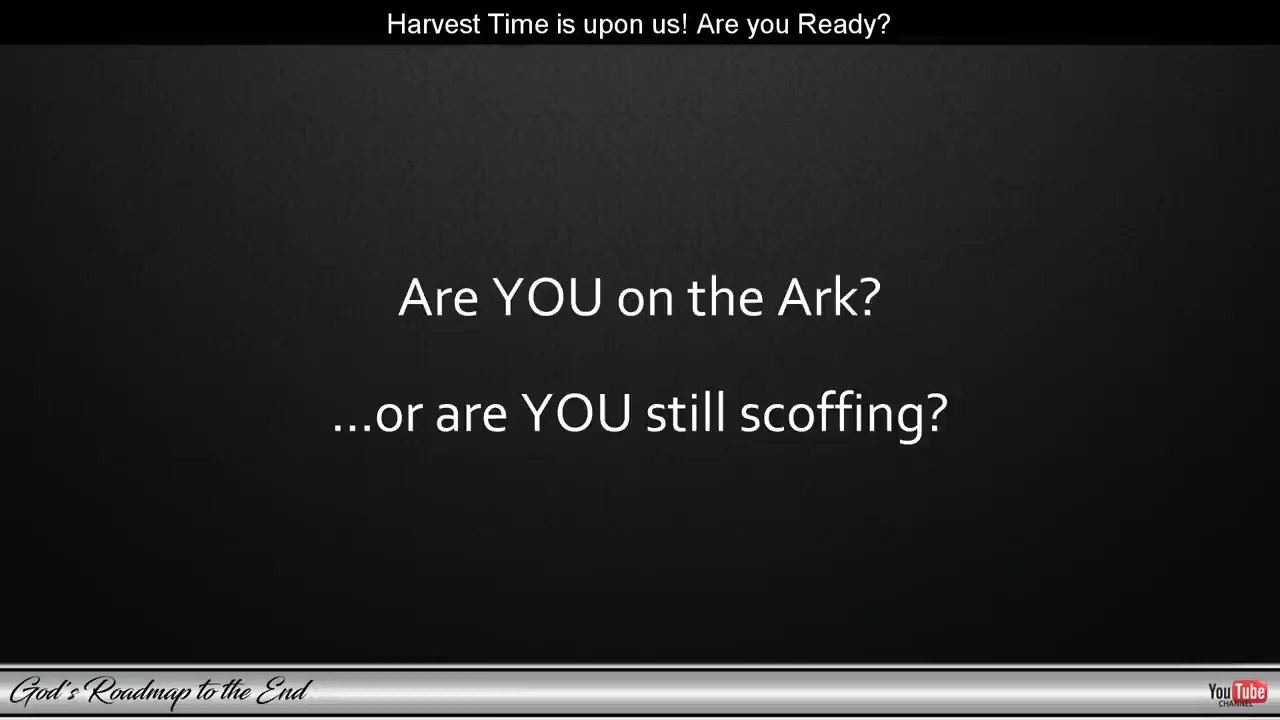 Harvest Time is upon us! Are you Ready?
Are YOU on the Ark?
...or are YOU still scoffing?
God's Roadmap to the End
YouTube
CHANNEL